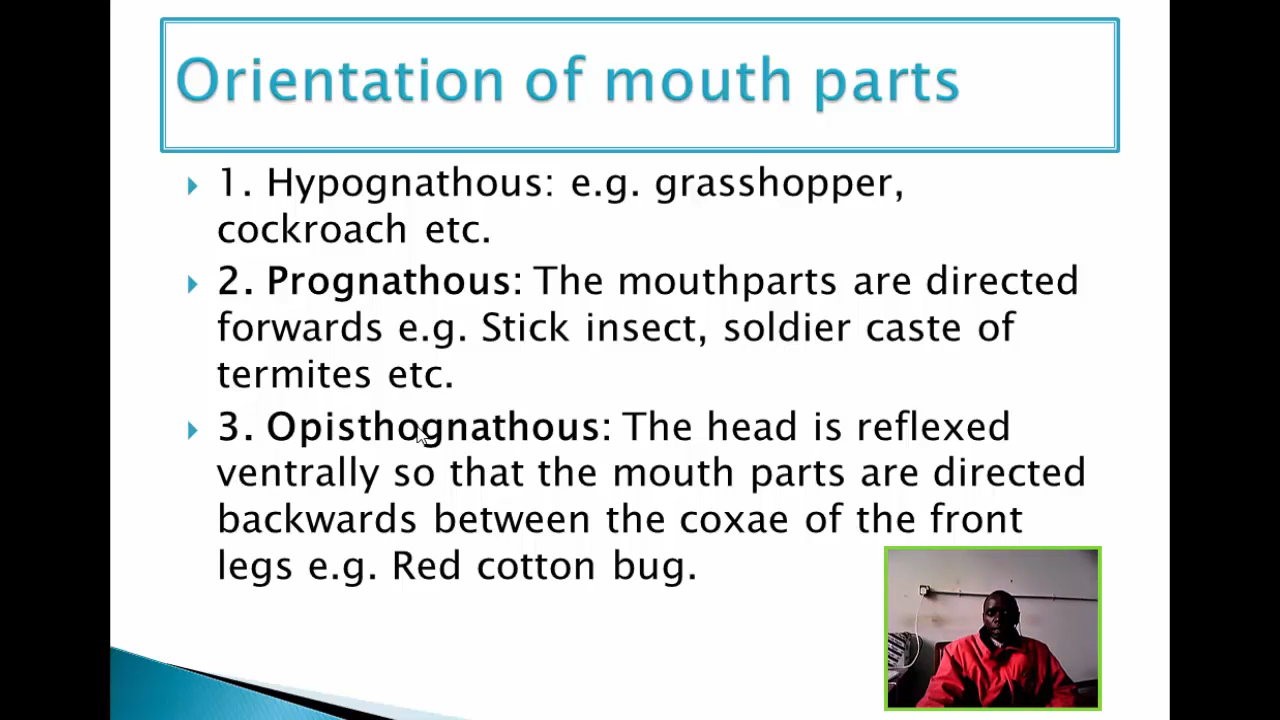 Orientation of mouth parts
1. Hypognathous: e.g. grasshopper,
cockroach etc.
2. Prognathous: The mouthparts are directed
forwards e.g. Stick insect, soldier caste of
termites etc.
3. Opisthognathous: The head is reflexed
ventrally so that the mouth parts are directed
backwards between the coxae of the front
legs e.g. Red cotton bug.